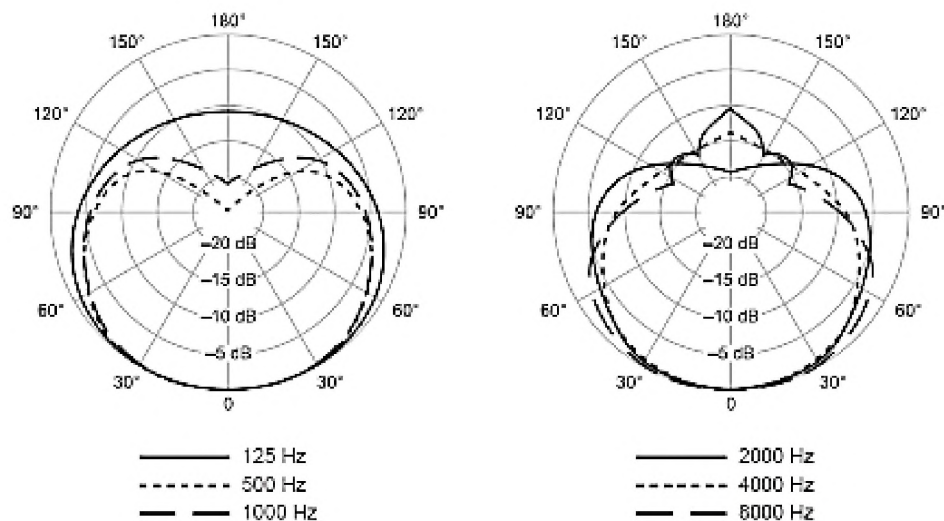 180° 180°
150° 150° 150° 150°
120° 120° 120° 120°
90° 90° 90° 90°
–20 dB –20 dB
–15 dB –15 dB
60° 60° 60° 60°
–10 dB –10 dB
–5 dB –5 dB
30° 30° 30° 30°
0 0
125 Hz 2000 Hz
500 Hz 4000 Hz
1000 Hz 8000 Hz